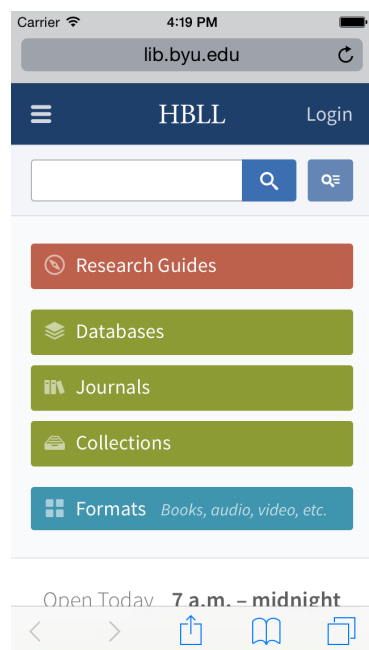 Carrier 4:19 PM
lib.byu.edu
HBLL Login
Research Guides
Databases
Journals
Collections
Formats Books, audio, video, etc.
Open Today 7 a.m. – midnight